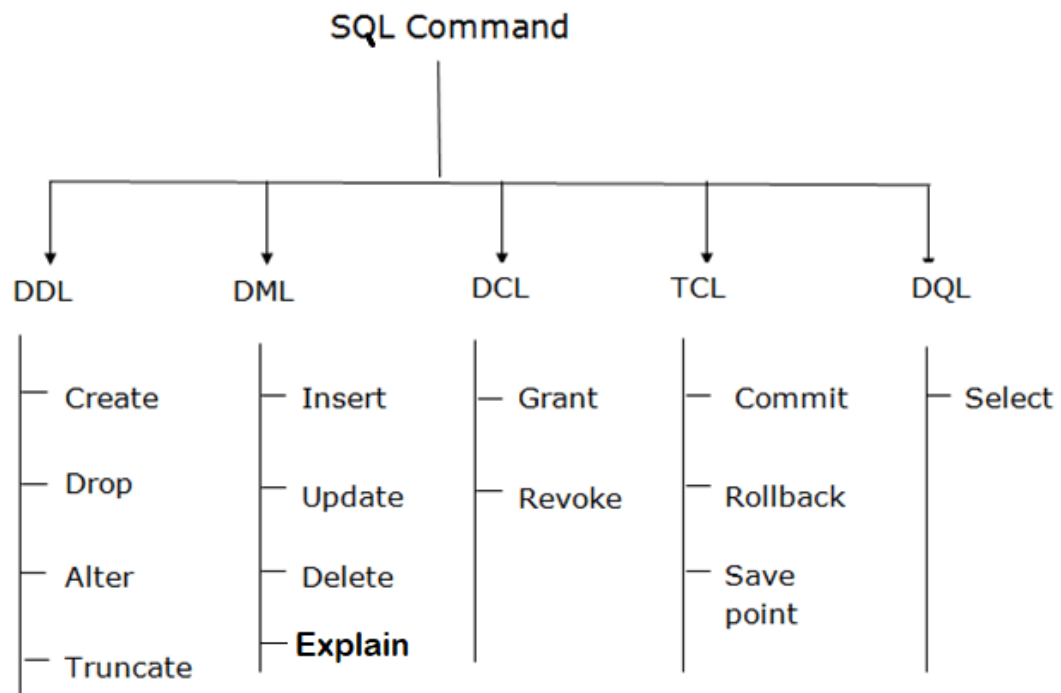 SQL Command
DDL DML DCL TCL DQL
Create Insert Grant Commit Select
Drop Update Revoke Rollback
Alter Delete Save
point
Truncate Explain